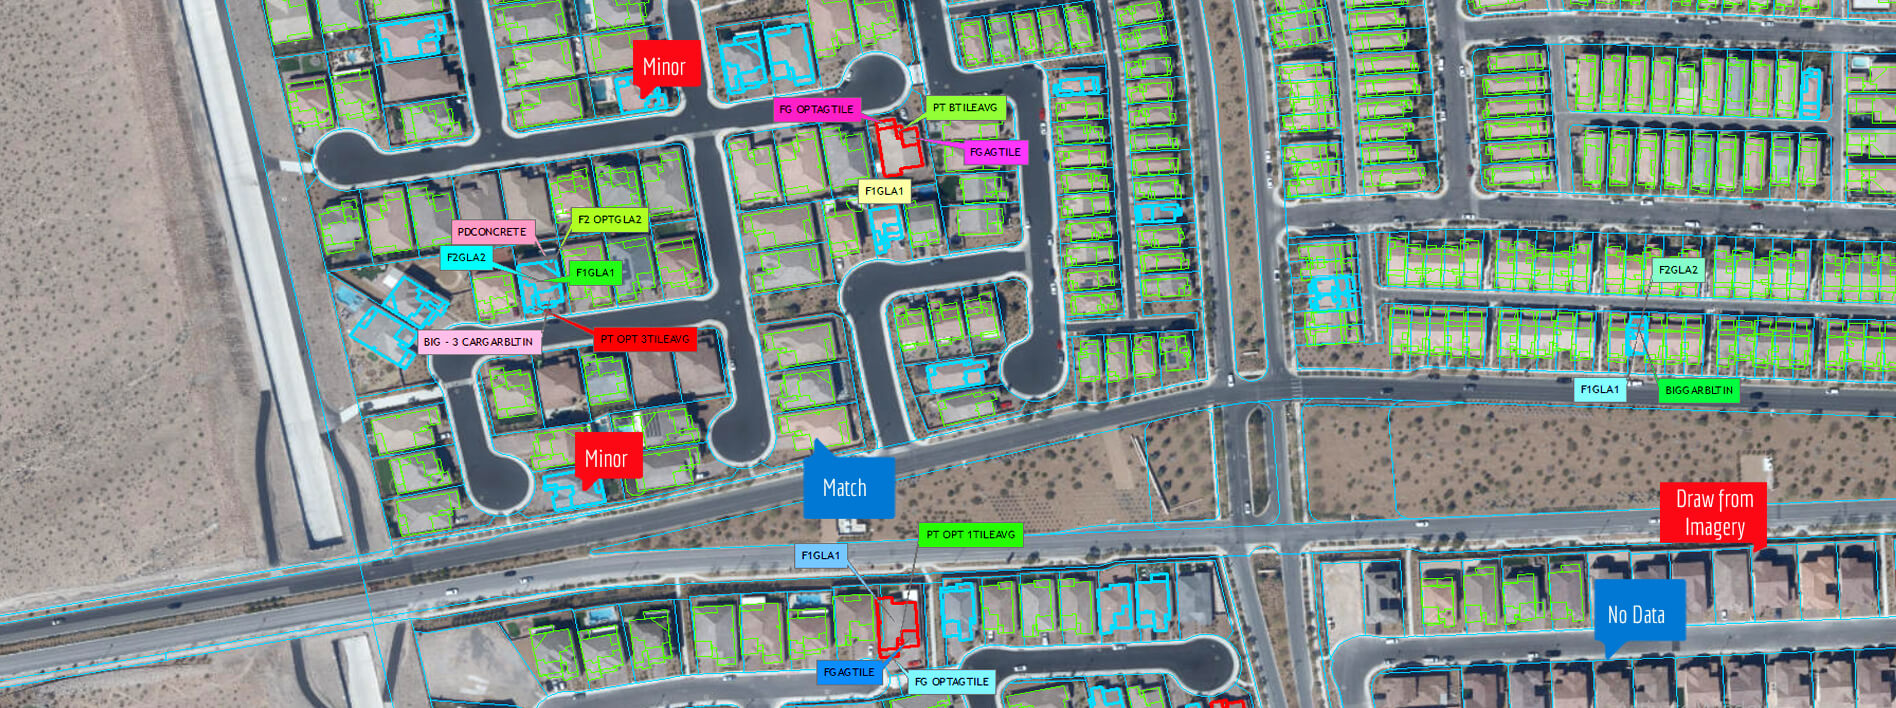 Minor
FG OPTAGTILE
PT BTILEAVG
FGAGTILE
F1GLA1
F2 OPTGLA2
PDCONCRETE
F2GLA2
F1GLA1
F2GLA2
BIG - 3 CARGARBLTIN
PT OPT 3TILEAVG
F1GLA1
BIGGARBLTIN
Minor
Match
Draw from
Imagery
PT OPT 1TILEAVG
F1GLA1
No Data
FGAGTILE
FG OPTAGTILE